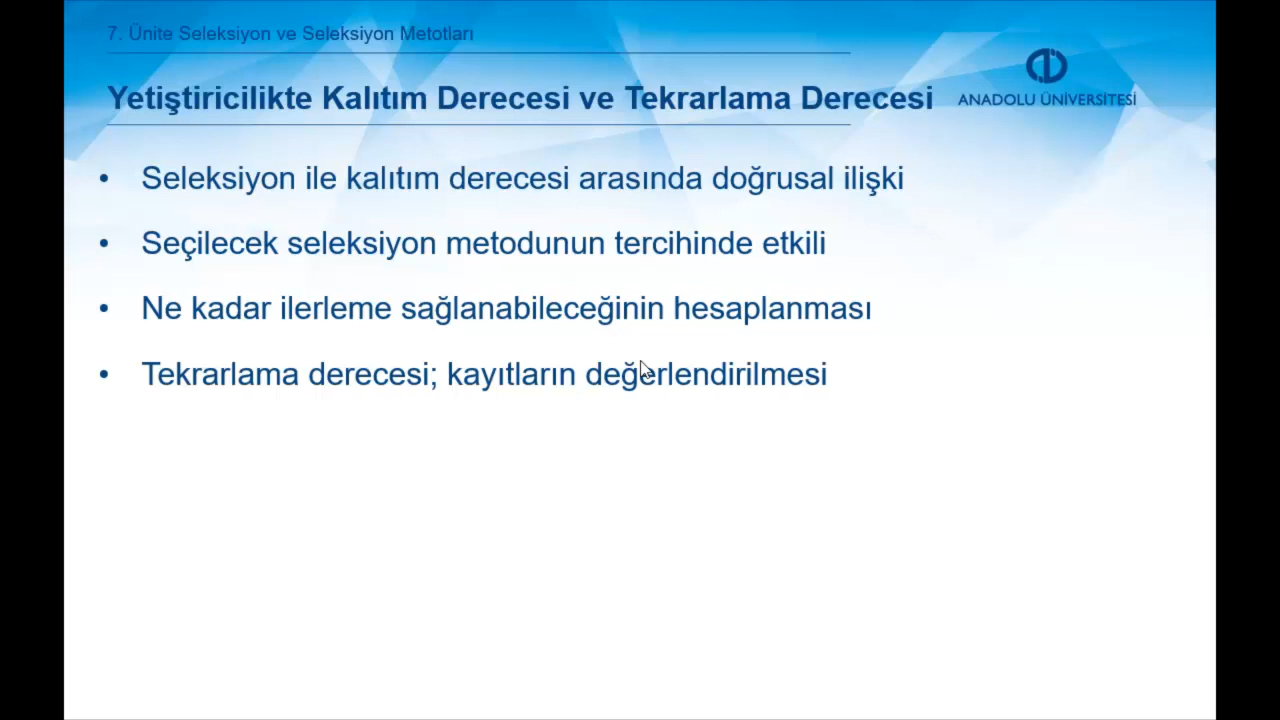 7. Ünite Seleksiyon ve Seleksiyon Metotları
Yetiştiricilikte Kalıtım Derecesi ve Tekrarlama Derecesi
ANADOLU ÜNİVERSİTESİ
• Seleksiyon ile kalıtım derecesi arasında doğrusal ilişki
• Seçilecek seleksiyon metodunun tercihinde etkili
• Ne kadar ilerleme sağlanabileceğinin hesaplanması
• Tekrarlama derecesi; kayıtların değerlendirilmesi